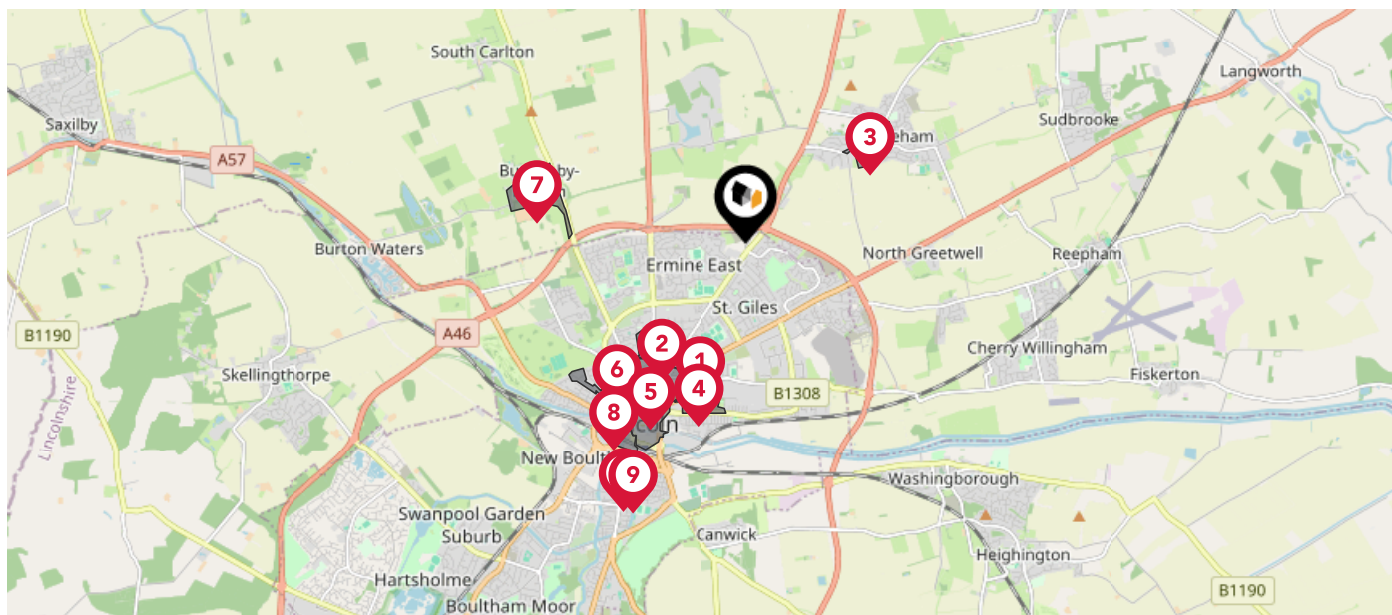 South Carlton
Langworth
Saxilby
Sudbrooke
3
A57
7
Burton Waters
Ermine East
North Greetwell
Reepham
St. Giles
B1190
A46
2
1
Cherry Willingham
6
Skellingthorpe
5
4
B1308
Fiskerton
8
Lincolnshire
9
Washingborough
Swanpool Garden
Suburb
Canwick
Heighington
Hartsholme
B1190
Boultham Moor